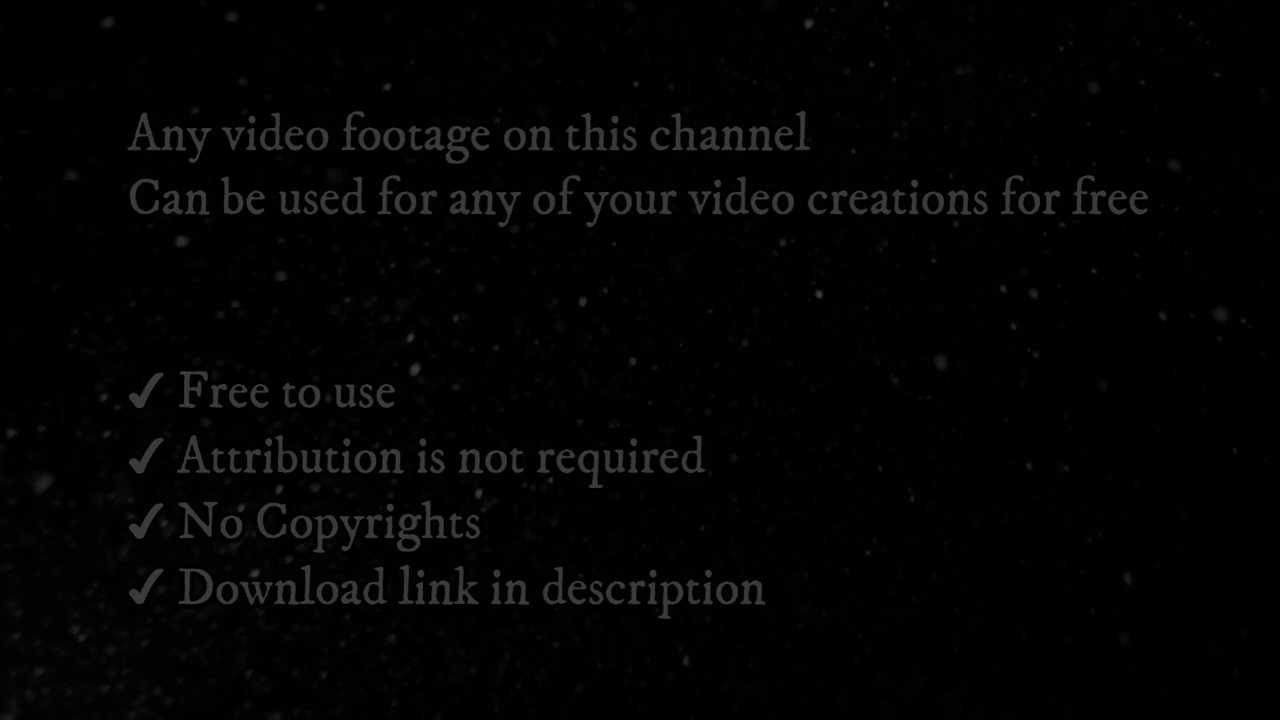 Any video footage on this channel
Can be used for any of your video creations for free
✔ Free to use
✔ Attribution is not required
✔ No Copyrights
✔ Download link in description